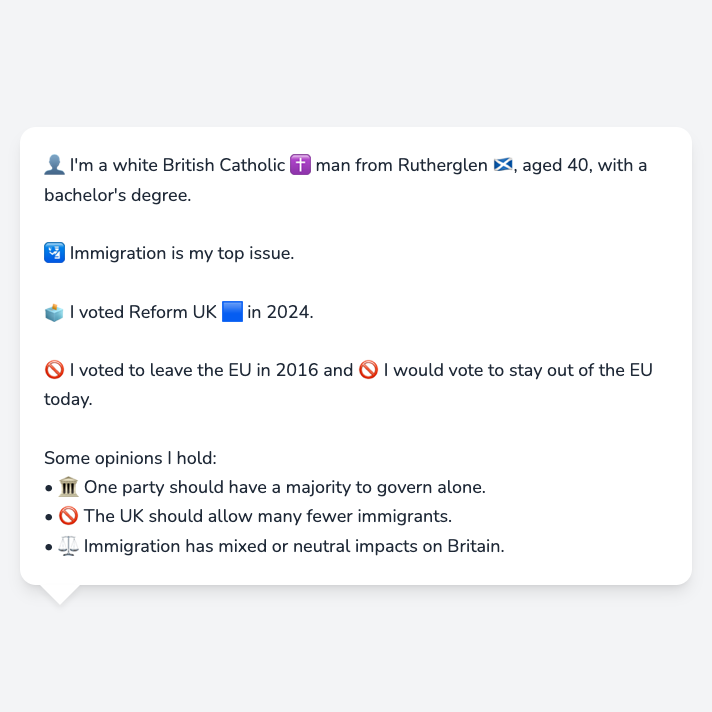 👤 I'm a white British Catholic ✝️ man from Rutherglen 🏴󠁧󠁢󠁳󠁣󠁴󠁿, aged 40, with a
bachelor's degree.
🛂 Immigration is my top issue.
🗳️ I voted Reform UK 🟦 in 2024.
🚫 I voted to leave the EU in 2016 and 🚫 I would vote to stay out of the EU
today.
Some opinions I hold:
• 🏛️ One party should have a majority to govern alone.
• 🚫 The UK should allow many fewer immigrants.
• ⚖️ Immigration has mixed or neutral impacts on Britain.